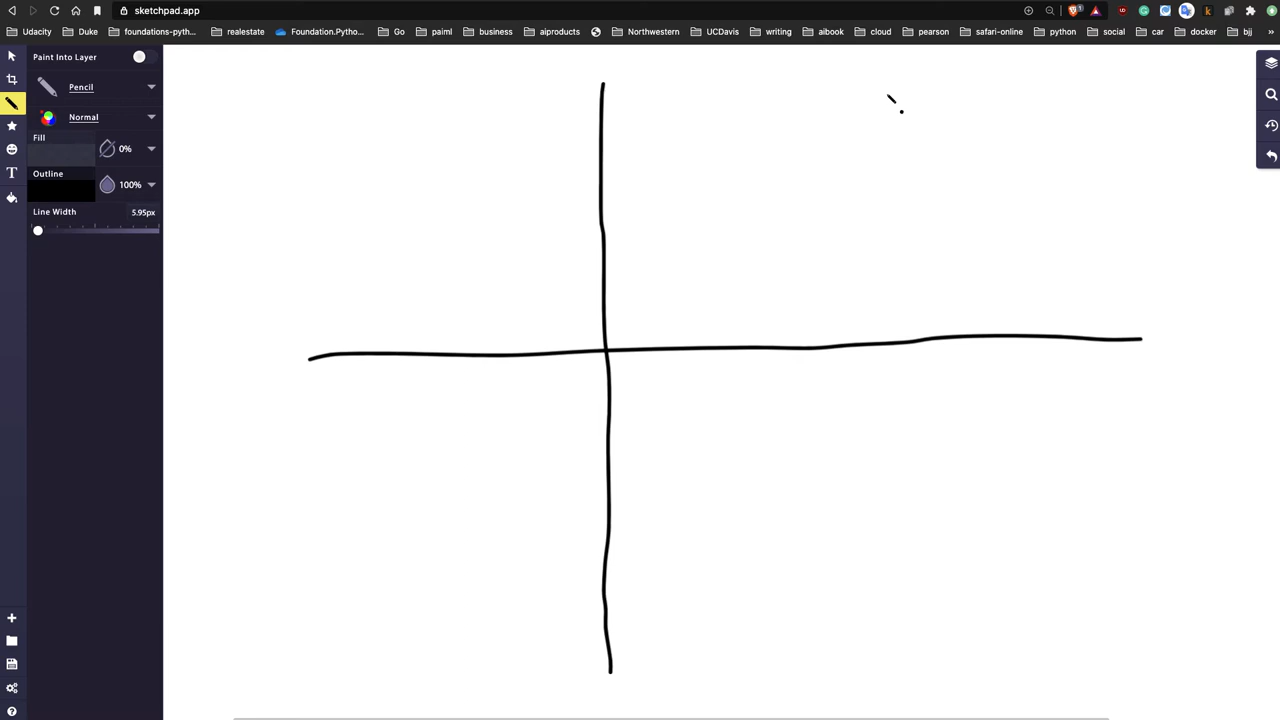 sketchpad.app
Udacity Duke foundations-pyth... realestate Foundation.Pytho... Go paiml business aiproducts Northwestern UCDavis writing aibook cloud pearson safari-online python social car docker bjj »
Paint Into Layer
Pencil
Normal
Fill
0%
Outline
100%
Line Width 5.95px